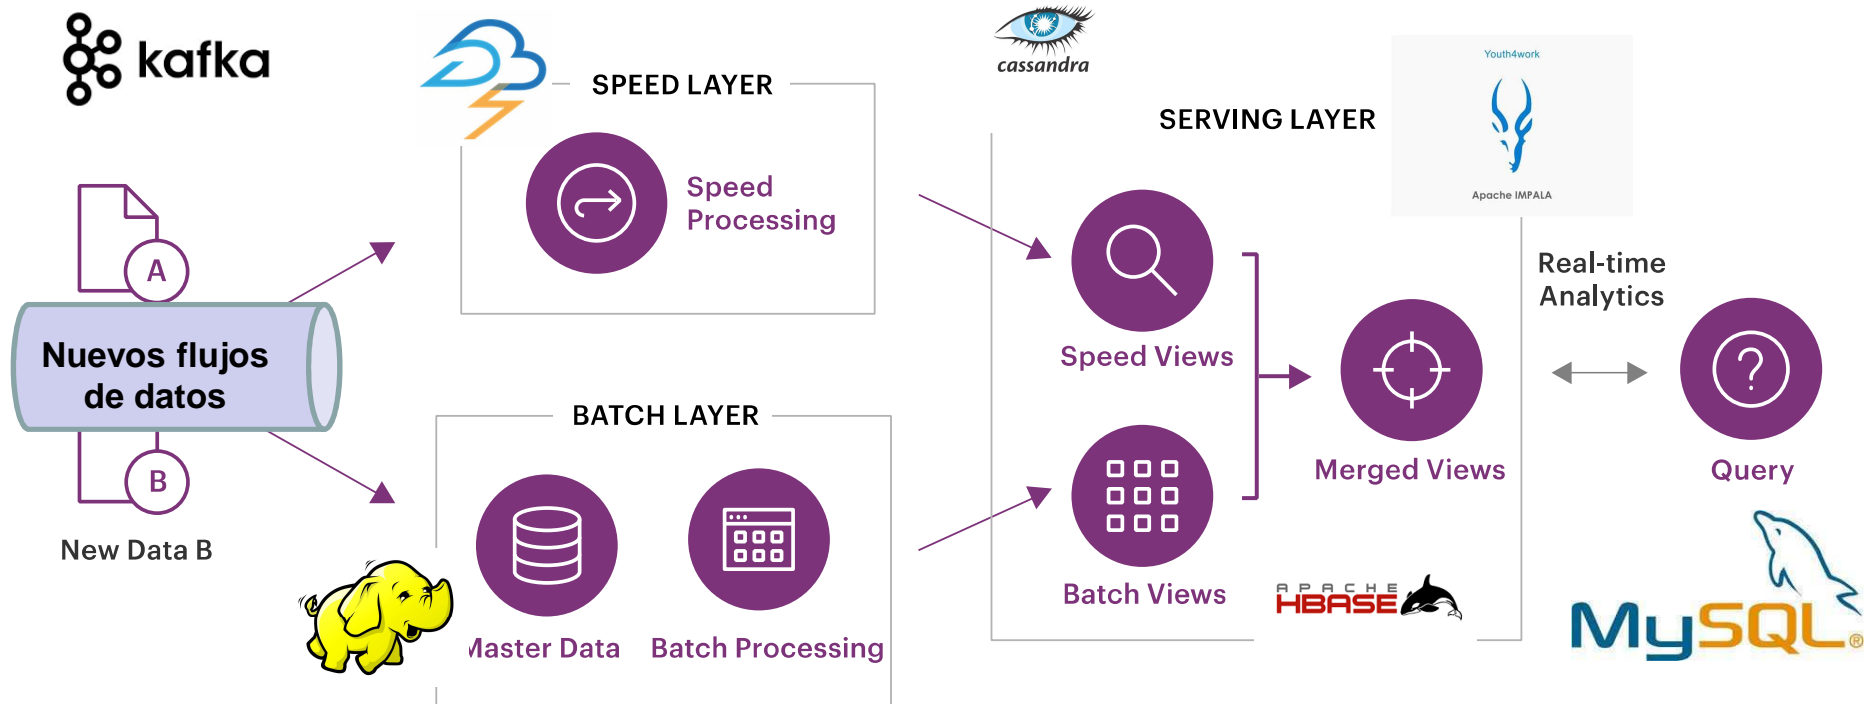 kafka
A
Nuevos flujos
de datos
B
New Data B
SPEED LAYER
Speed
Processing
BATCH LAYER
Master Data
Batch Processing
cassandra
SERVING LAYER
Youth4work
Apache IMPALA
Speed Views
Batch Views
Merged Views
APACHE
HBASE
Real-time
Analytics
Query
MySQL®